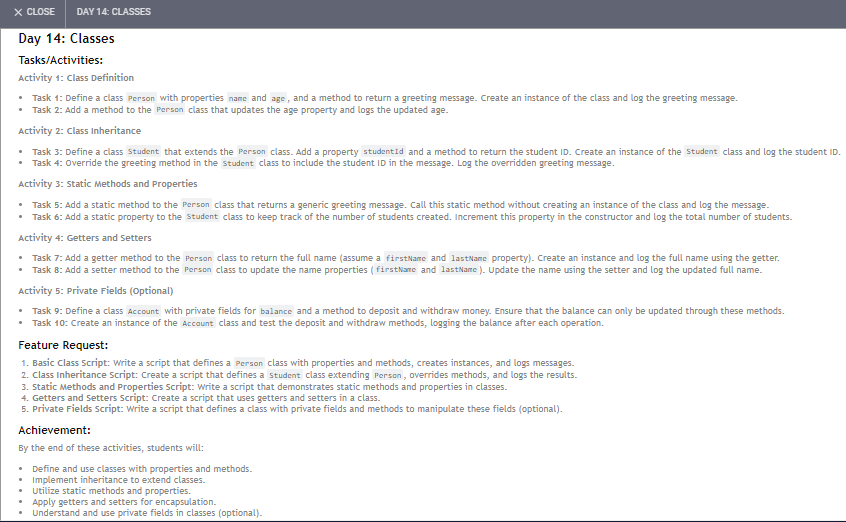 × CLOSE
DAY 14: CLASSES
Day 14: Classes
Tasks/Activities:
Activity 1: Class Definition
• Task 1: Define a class Person with properties name and age, and a method to return a greeting message. Create an instance of the class and log the greeting message.
• Task 2: Add a method to the Person class that updates the age property and logs the updated age.
Activity 2: Class Inheritance
• Task 3: Define a class Student that extends the Person class. Add a property studentId and a method to return the student ID. Create an instance of the Student class and log the student ID.
• Task 4: Override the greeting method in the Student class to include the student ID in the message. Log the overridden greeting message.
Activity 3: Static Methods and Properties
• Task 5: Add a static method to the Person class that returns a generic greeting message. Call this static method without creating an instance of the class and log the message.
• Task 6: Add a static property to the Student class to keep track of the number of students created. Increment this property in the constructor and log the total number of students.
Activity 4: Getters and Setters
• Task 7: Add a getter method to the Person class to return the full name (assume a firstName and lastName property). Create an instance and log the full name using the getter.
• Task 8: Add a setter method to the Person class to update the name properties (firstName and lastName). Update the name using the setter and log the updated full name.
Activity 5: Private Fields (Optional)
• Task 9: Define a class Account with private fields for balance and a method to deposit and withdraw money. Ensure that the balance can only be updated through these methods.
• Task 10: Create an instance of the Account class and test the deposit and withdraw methods, logging the balance after each operation.
Feature Request:
1. Basic Class Script: Write a script that defines a Person class with properties and methods, creates instances, and logs messages.
2. Class Inheritance Script: Create a script that defines a Student class extending Person, overrides methods, and logs the results.
3. Static Methods and Properties Script: Write a script that demonstrates static methods and properties in classes.
4. Getters and Setters Script: Create a script that uses getters and setters in a class.
5. Private Fields Script: Write a script that defines a class with private fields and methods to manipulate these fields (optional).
Achievement:
By the end of these activities, students will:
• Define and use classes with properties and methods.
• Implement inheritance to extend classes.
• Utilize static methods and properties.
• Apply getters and setters for encapsulation.
• Understand and use private fields in classes (optional).